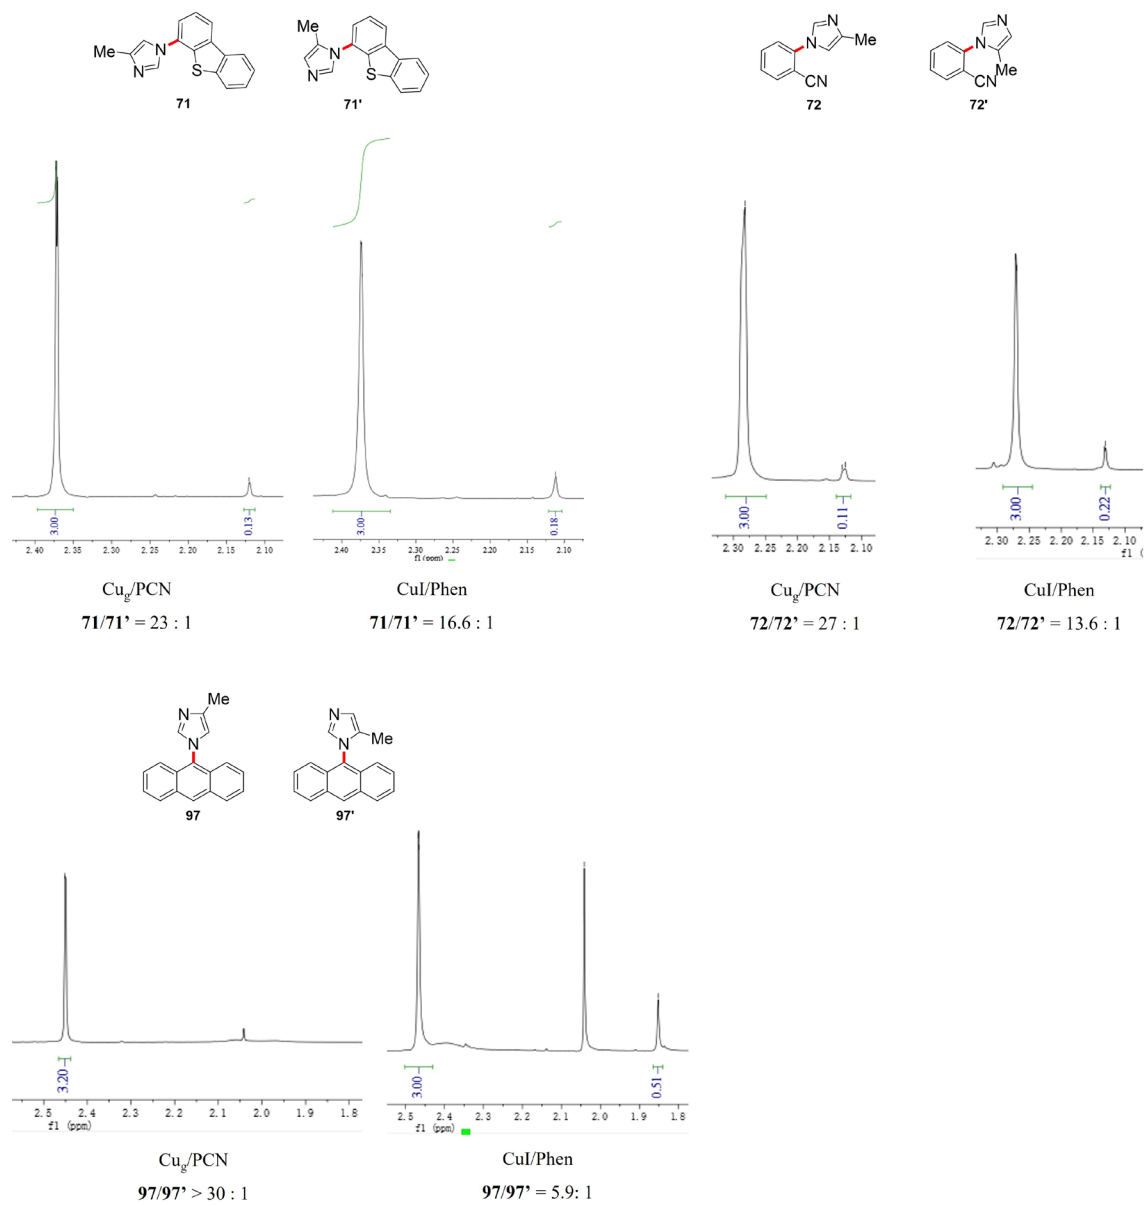 Me
N
N
S
71
Me
N
N
S
71'
N
N
Me
CN
72
N
N
Me
CN
72'
3.00
0.13
2.40 2.35 2.30 2.25 2.20 2.15 2.10
3.00
0.18
2.40 2.35 2.30 2.25 2.20 2.15 2.10
f1 (ppm)
3.00
0.11
2.30 2.25 2.20 2.15 2.10
3.00
0.22
2.30 2.25 2.20 2.15 2.10
f1 (
Cug/PCN
71/71’ = 23 : 1
CuI/Phen
71/71’ = 16.6 : 1
Cug/PCN
72/72’ = 27 : 1
CuI/Phen
72/72’ = 13.6 : 1
Me
N
N
97
N
Me
N
97'
3.20
2.5 2.4 2.3 2.2 2.1 2.0 1.9 1.8
f1 (ppm)
3.00
0.51
2.5 2.4 2.3 2.2 2.1 2.0 1.9 1.8
f1 (ppm)
Cug/PCN
97/97’ > 30 : 1
CuI/Phen
97/97’ = 5.9: 1